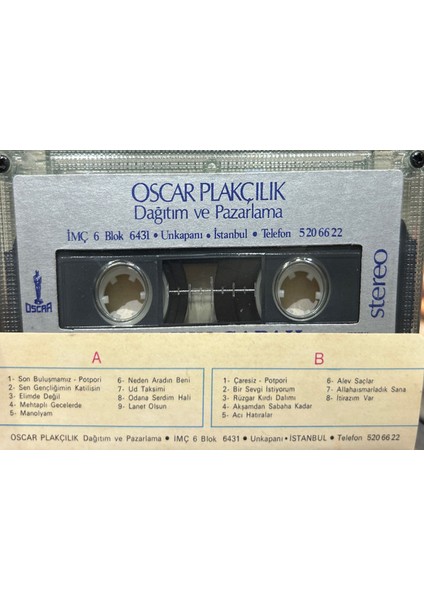 OSCAR PLAKÇILIK
Dağıtım ve Pazarlama
İMÇ 6 Blok 6431 • Unkapanı • İstanbul • Telefon 520 66 22
OSCAR
stereo
A
1- Son Buluşmamız - Potpori
2- Sen Gençliğimin Katilisin
3- Elimde Değil
4- Mehtaplı Gecelerde
5- Manolyam
6- Neden Aradın Beni
7- Ud Taksimi
8- Odana Serdim Halı
9- Lanet Olsun
B
1- Çaresiz - Potpori
2- Bir Sevgi İstiyorum
3- Rüzgar Kırdı Dalımı
4- Akşamdan Sabaha Kadar
5- Acı Hatıralar
6- Alev Saçlar
7- Allahaısmarladık Sana
8- İtirazım Var
OSCAR PLAKÇILIK Dağıtım ve Pazarlama • İMÇ 6 Blok 6431 • Unkapanı • İSTANBUL • Telefon 520 66 22